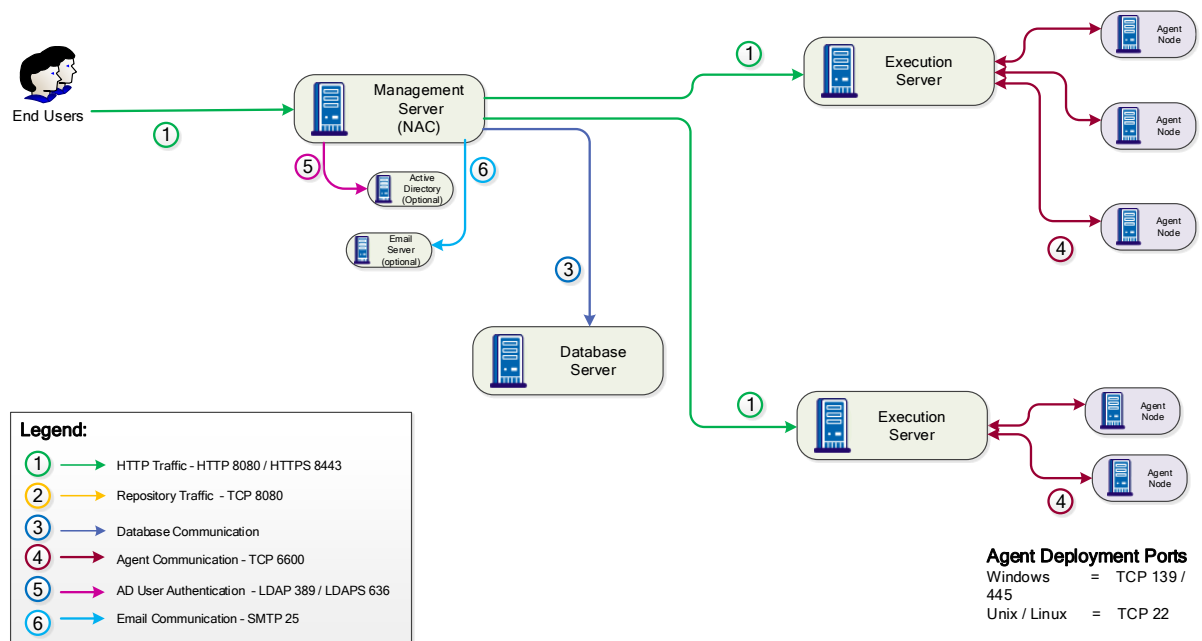 End Users
1
Management
Server
(NAC)
5
Active
Directory
(Optional)
6
Email
Server
(optional)
3
Database
Server
1
Execution
Server
Agent
Node
Agent
Node
Agent
Node
4
1
Execution
Server
Agent
Node
Agent
Node
4
Legend:
1 HTTP Traffic - HTTP 8080 / HTTPS 8443
2 Repository Traffic - TCP 8080
3 Database Communication
4 Agent Communication - TCP 6600
5 AD User Authentication - LDAP 389 / LDAPS 636
6 Email Communication - SMTP 25
Agent Deployment Ports
Windows = TCP 139 /
445
Unix / Linux = TCP 22